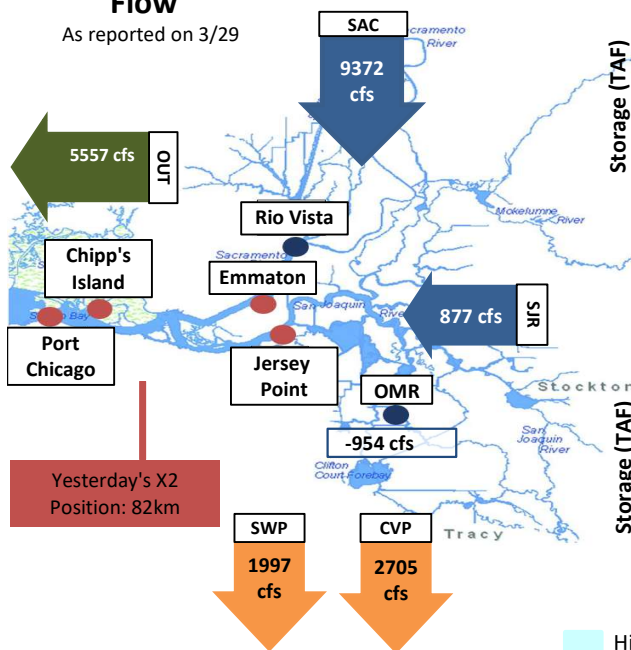 Flow
As reported on 3/29
SAC
Sacramento
River
9372
cfs
Storage (TAF)
5557 cfs
OUT
Mokelumne
River
Rio Vista
Sacramento
Chipp's
Island
Emmaton
San Joaquin
River
877 cfs
SJR
Port
Chicago
Jersey
Point
OMR
Stockton
-954 cfs
San
Joaquin
River
Storage (TAF)
Clifton
Court Forebay
Yesterday's X2
Position: 82km
SWP
CVP
Tracy
1997
cfs
2705
cfs